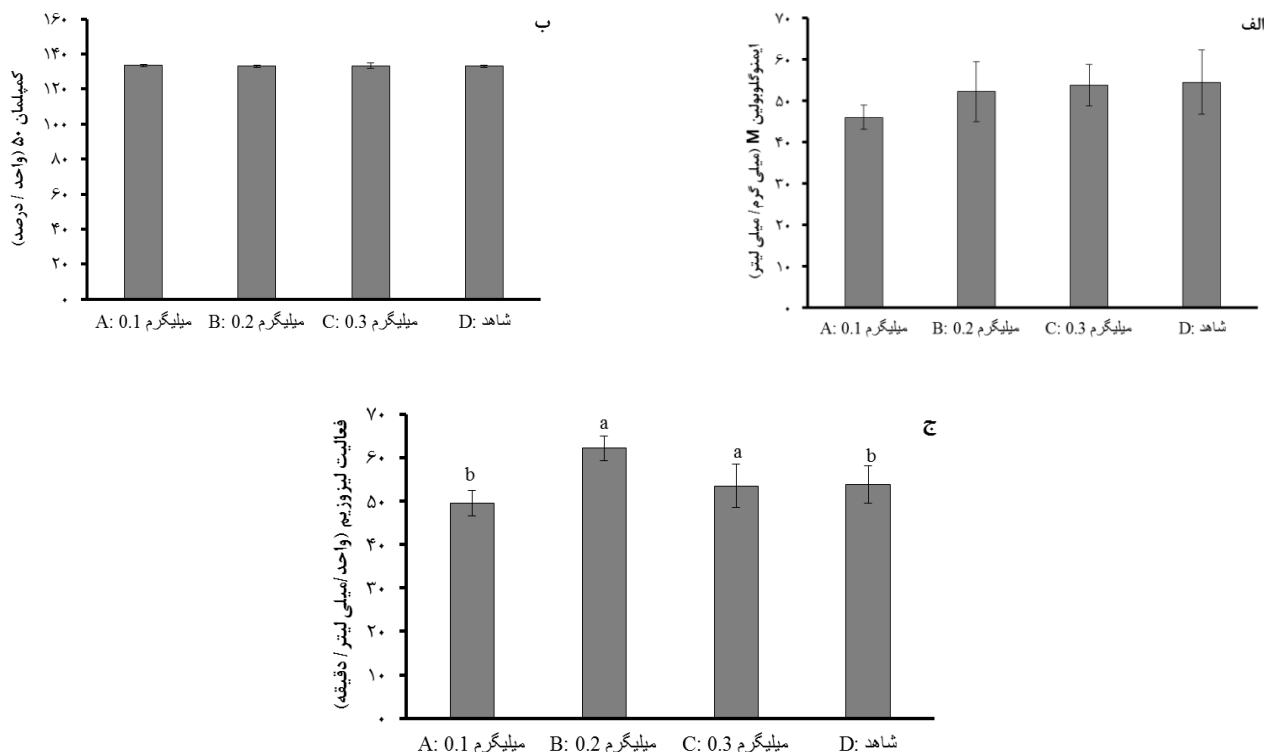 الف
ایمنوگلوبولین M (میلی گرم/ میلی لیتر)
۷۰
۶۰
۵۰
۴۰
۳۰
۲۰
۱۰
۰
A: 0.1 میلیگرم
B: 0.2 میلیگرم
C: 0.3 میلیگرم
D: شاهد
ب
کمپلمان ۵۰ (واحد / درصد)
۱۶۰
۱۴۰
۱۲۰
۱۰۰
۸۰
۶۰
۴۰
۲۰
۰
A: 0.1 میلیگرم
B: 0.2 میلیگرم
C: 0.3 میلیگرم
D: شاهد
ج
فعالیت لیزوزیم (واحد/میلی لیتر/ دقیقه)
۷۰
۶۰
۵۰
۴۰
۳۰
۲۰
۱۰
۰
b
a
a
b
A: 0.1 میلیگرم
B: 0.2 میلیگرم
C: 0.3 میلیگرم
D: شاهد